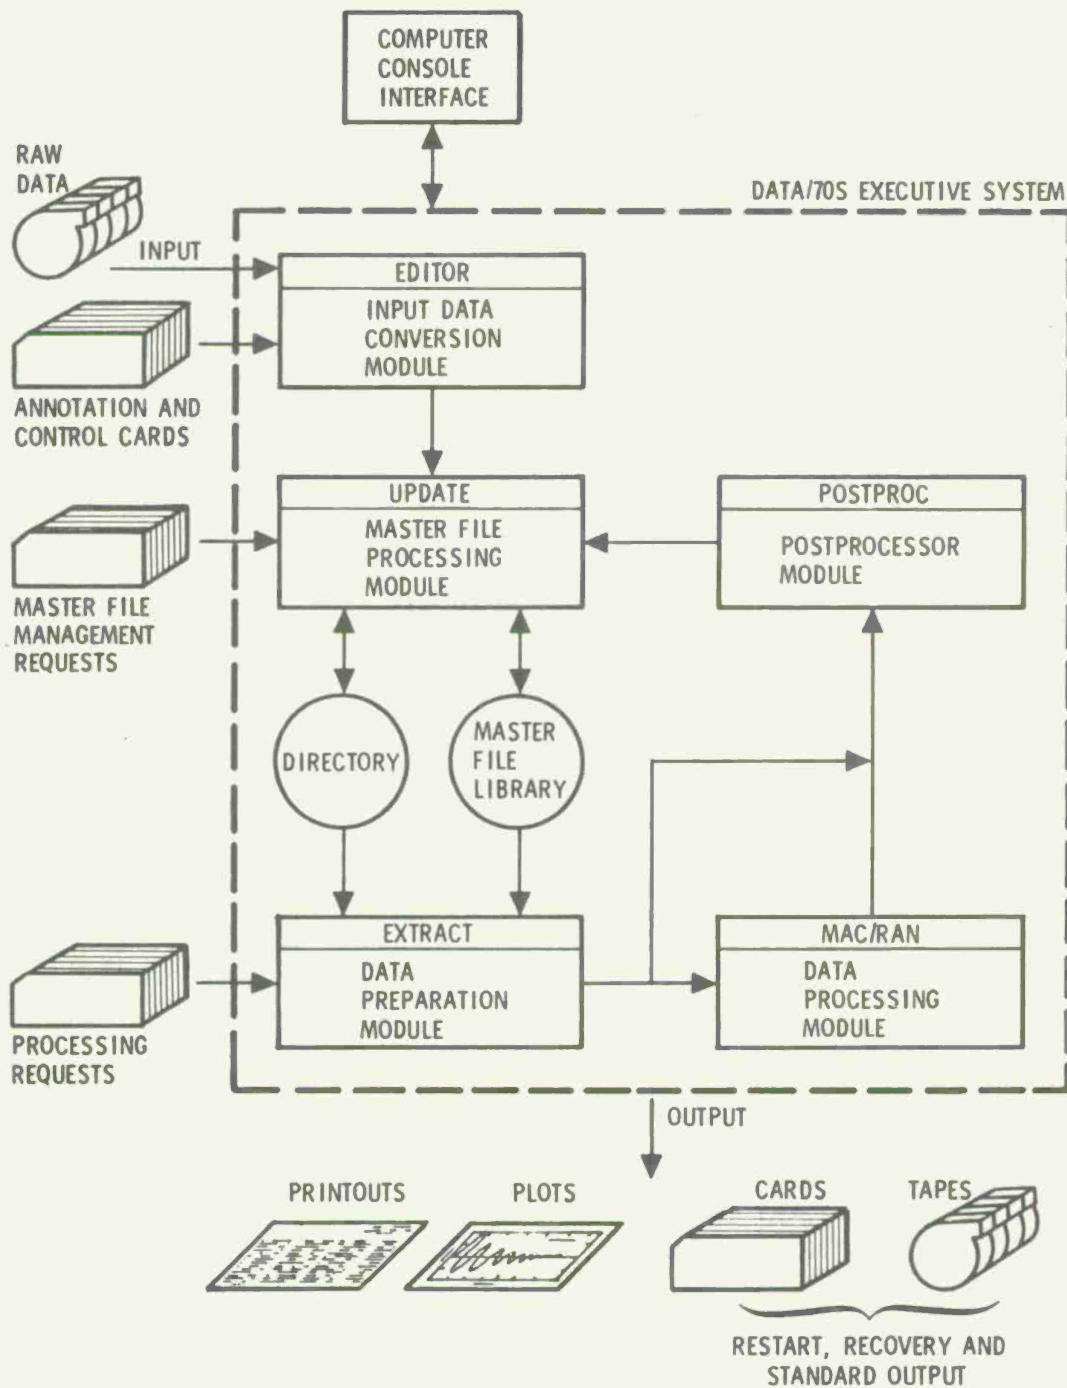 COMPUTER
CONSOLE
INTERFACE
RAW
DATA
DATA/70S EXECUTIVE SYSTEM
INPUT
EDITOR
INPUT DATA
CONVERSION
MODULE
ANNOTATION AND
CONTROL CARDS
UPDATE
MASTER FILE
PROCESSING
MODULE
POSTPROC
POSTPROCESSOR
MODULE
MASTER FILE
MANAGEMENT
REQUESTS
DIRECTORY
MASTER
FILE
LIBRARY
EXTRACT
DATA
PREPARATION
MODULE
MAC/RAN
DATA
PROCESSING
MODULE
PROCESSING
REQUESTS
OUTPUT
PRINTOUTS
PLOTS
CARDS
TAPES
RESTART, RECOVERY AND
STANDARD OUTPUT